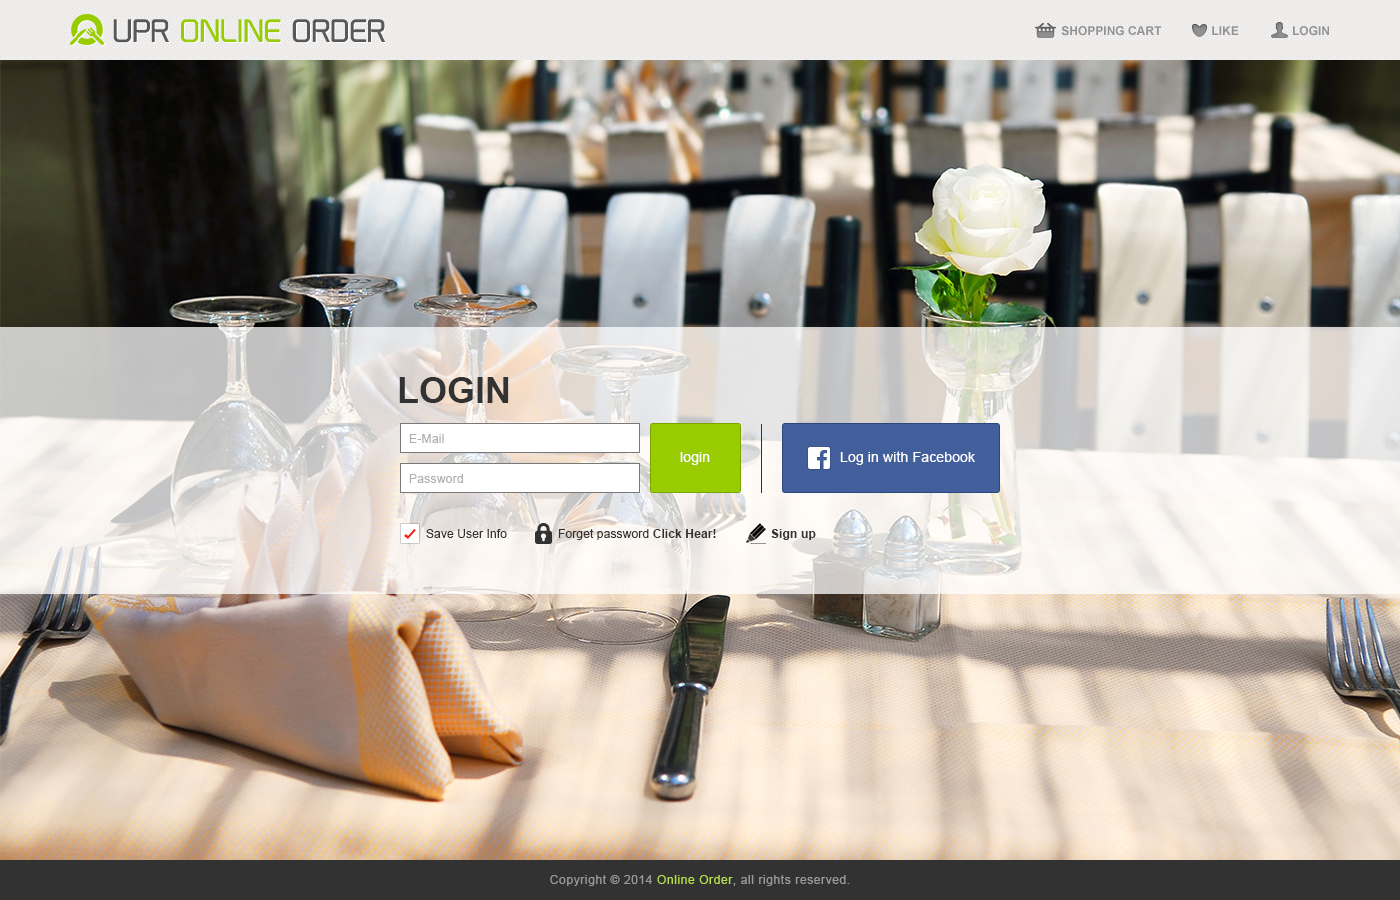 UPR ONLINE ORDER
SHOPPING CART
LIKE
LOGIN
LOGIN
E-Mail
login
Log in with Facebook
Password
Save User Info
Forget password Click Hear!
Sign up
Copyright © 2014 Online Order, all rights reserved.